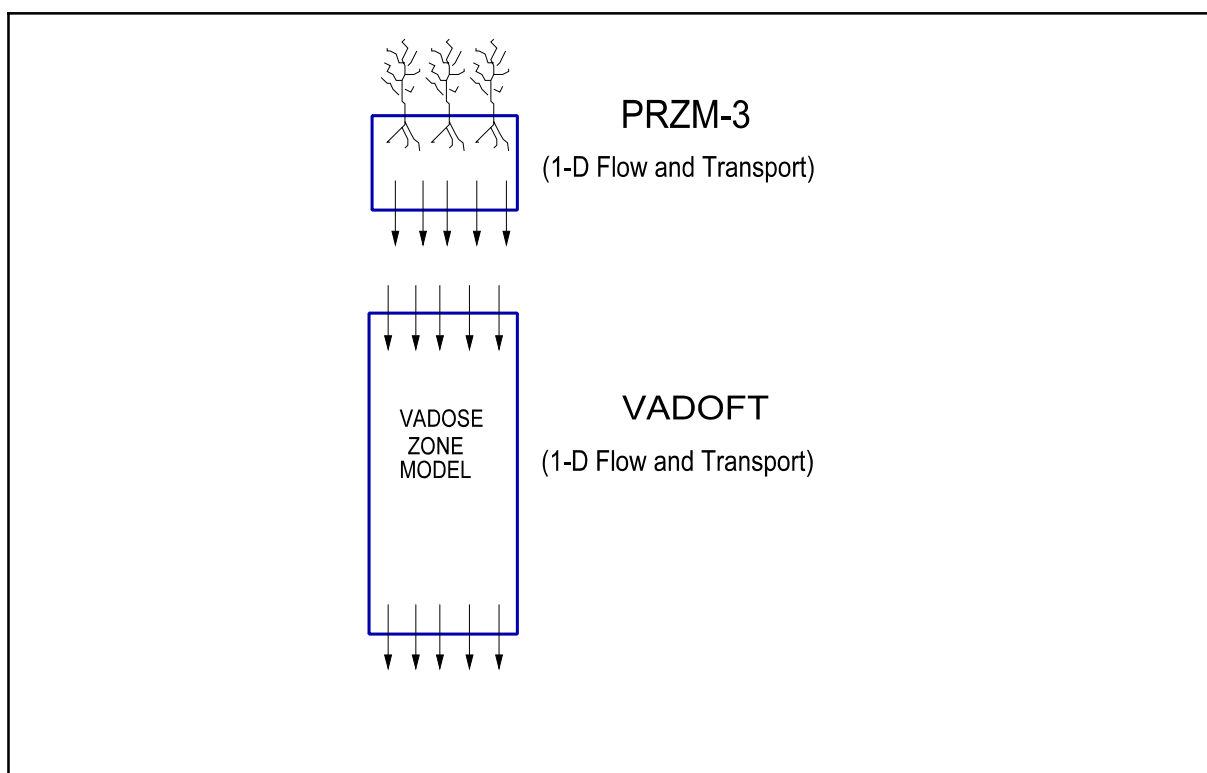 PRZM-3
(1-D Flow and Transport)
VADOSE
ZONE
MODEL
VADOFT
(1-D Flow and Transport)